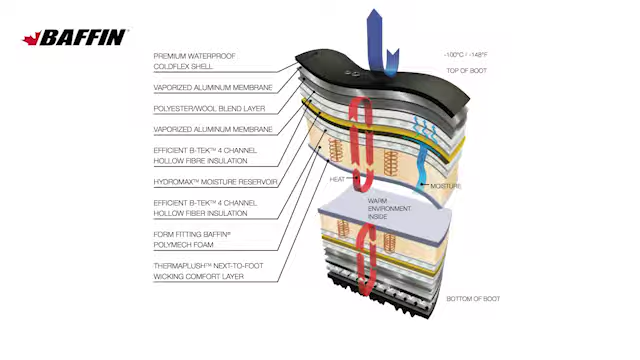 BAFFIN
PREMIUM WATERPROOF
COLDFLEX SHELL
VAPORIZED ALUMINUM MEMBRANE
POLYESTER/WOOL BLEND LAYER
VAPORIZED ALUMINUM MEMBRANE
EFFICIENT B-TEK™ 4 CHANNEL
HOLLOW FIBRE INSULATION
HYDROMAX™ MOISTURE RESERVOIR
EFFICIENT B-TEK™ 4 CHANNEL
HOLLOW FIBER INSULATION
FORM FITTING BAFFIN®
POLYMECH FOAM
THERMAPLUSH™ NEXT-TO-FOOT
WICKING COMFORT LAYER
-100°C / -148°F
TOP OF BOOT
HEAT
MOISTURE
WARM
ENVIRONMENT
INSIDE
BOTTOM OF BOOT